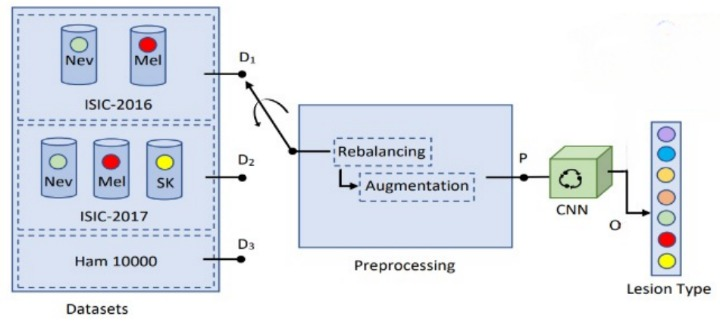 Nev
Mel
ISIC-2016
D1
Nev
Mel
SK
ISIC-2017
D2
Ham 10000
D3
Datasets
Rebalancing
Augmentation
Preprocessing
P
CNN
O
Lesion Type